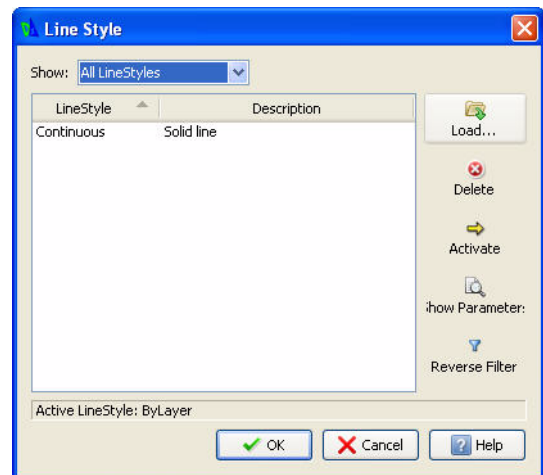 Line Style
Show: All LineStyles
LineStyle Description
Continuous Solid line
Load...
Delete
Activate
how Parameter:
Reverse Filter
Active LineStyle: ByLayer
OK Cancel Help